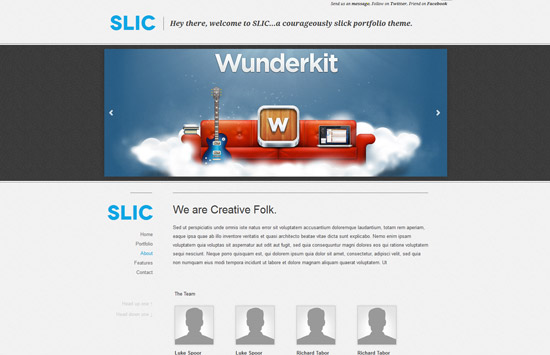 Send us an message, Follow on Twitter, Friend on Facebook
SLIC
Hey there, welcome to SLIC...a courageously slick portfolio theme.
Wunderkit
W
SLIC
Home
Portfolio
About
Features
Contact
We are Creative Folk.
Sed ut perspiciatis unde omnis iste natus error sit voluptatem accusantium doloremque laudantium, totam rem aperiam,
eaque ipsa quae ab illo inventore veritatis et quasi architecto beatae vitae dicta sunt explicabo. Nemo enim ipsam
voluptatem quia voluptas sit aspernatur aut odit aut fugit, sed quia consequuntur magni dolores eos qui ratione voluptatem
sequi nesciunt. Neque porro quisquam est, qui dolorem ipsum quia dolor sit amet, consectetur, adipisci velit, sed quia
non numquam eius modi tempora incidunt ut labore et dolore magnam aliquam quaerat voluptatem. Ut
The Team
Luke Spoor
Luke Spoor
Richard Tabor
Richard Tabor